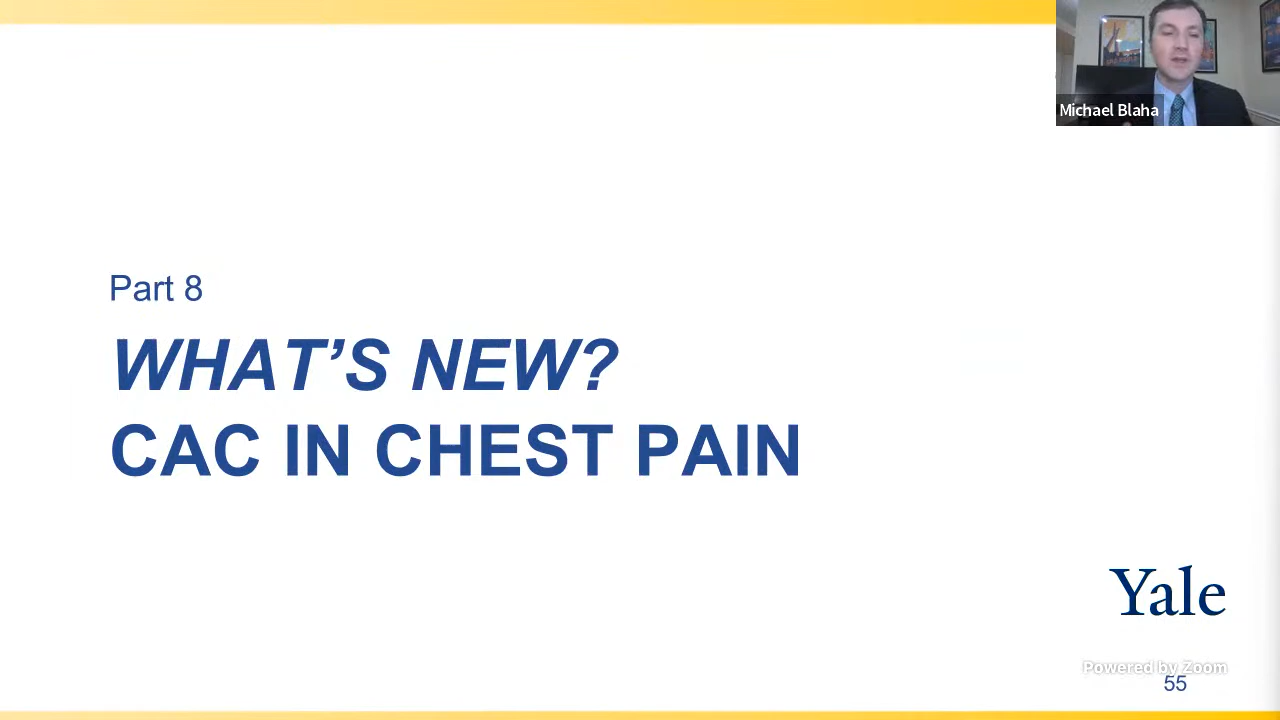 Michael Blaha
Part 8
WHAT'S NEW?
CAC IN CHEST PAIN
Yale
Powered by Zoom
55